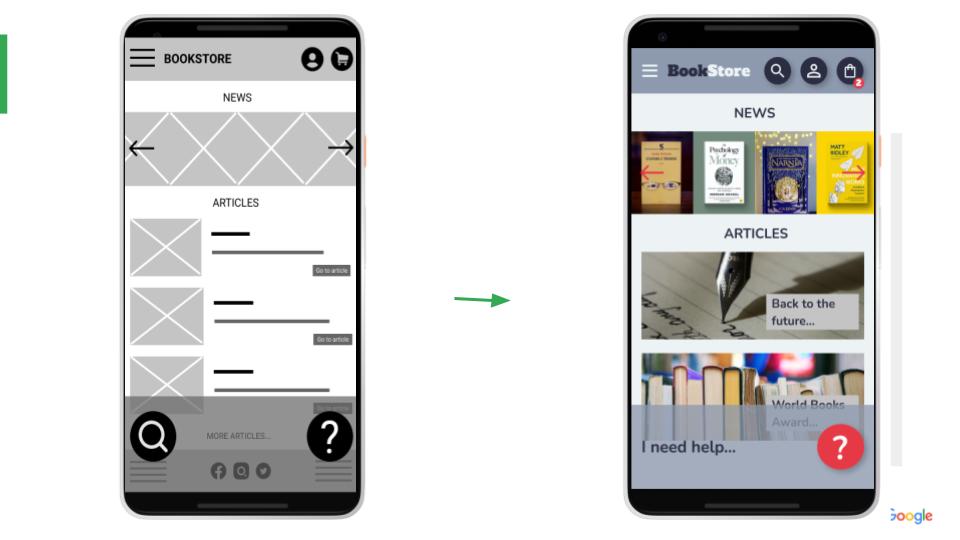 BOOKSTORE
NEWS
ARTICLES
Go to article
Go to article
MORE ARTICLES...
?
BookStore
2
NEWS
5
The
Psychology
of
Money
NARNIA
MATT
RIDLEY
ARTICLES
Back to the
future...
World Books
Award...
I need help...
?
Google